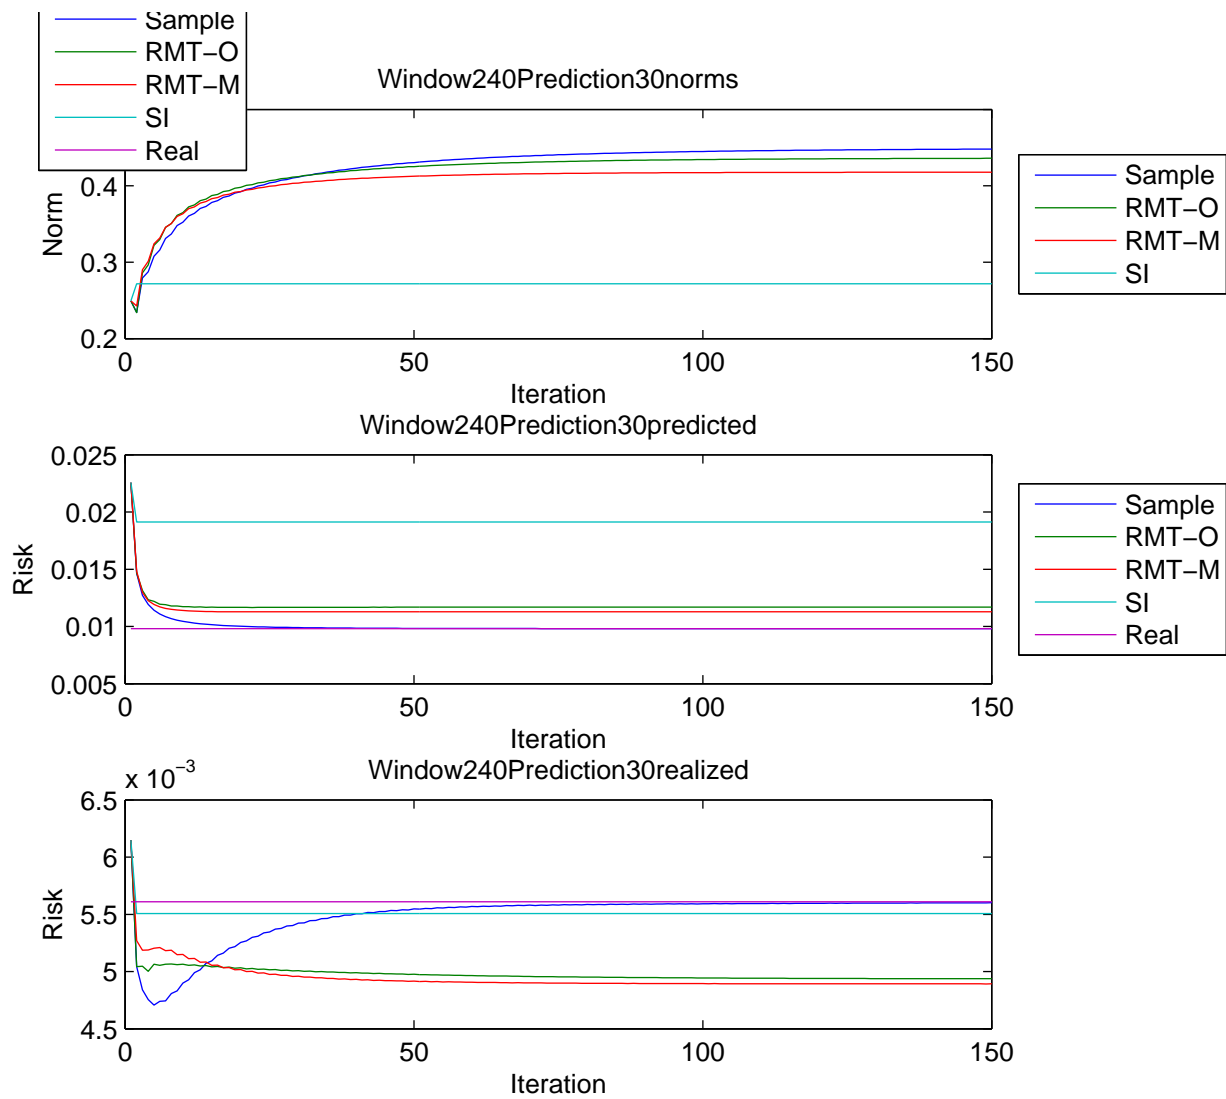 Sample
RMT-O
RMT-M
SI
Real
Window240Prediction30norms
Norm
0.4
0.3
0.2
0
50
100
150
Iteration
Sample
RMT-O
RMT-M
SI
Window240Prediction30predicted
Risk
0.025
0.02
0.015
0.01
0.005
0
50
100
150
Iteration
Sample
RMT-O
RMT-M
SI
Real
x 10^-3
Window240Prediction30realized
Risk
6.5
6
5.5
5
4.5
0
50
100
150
Iteration